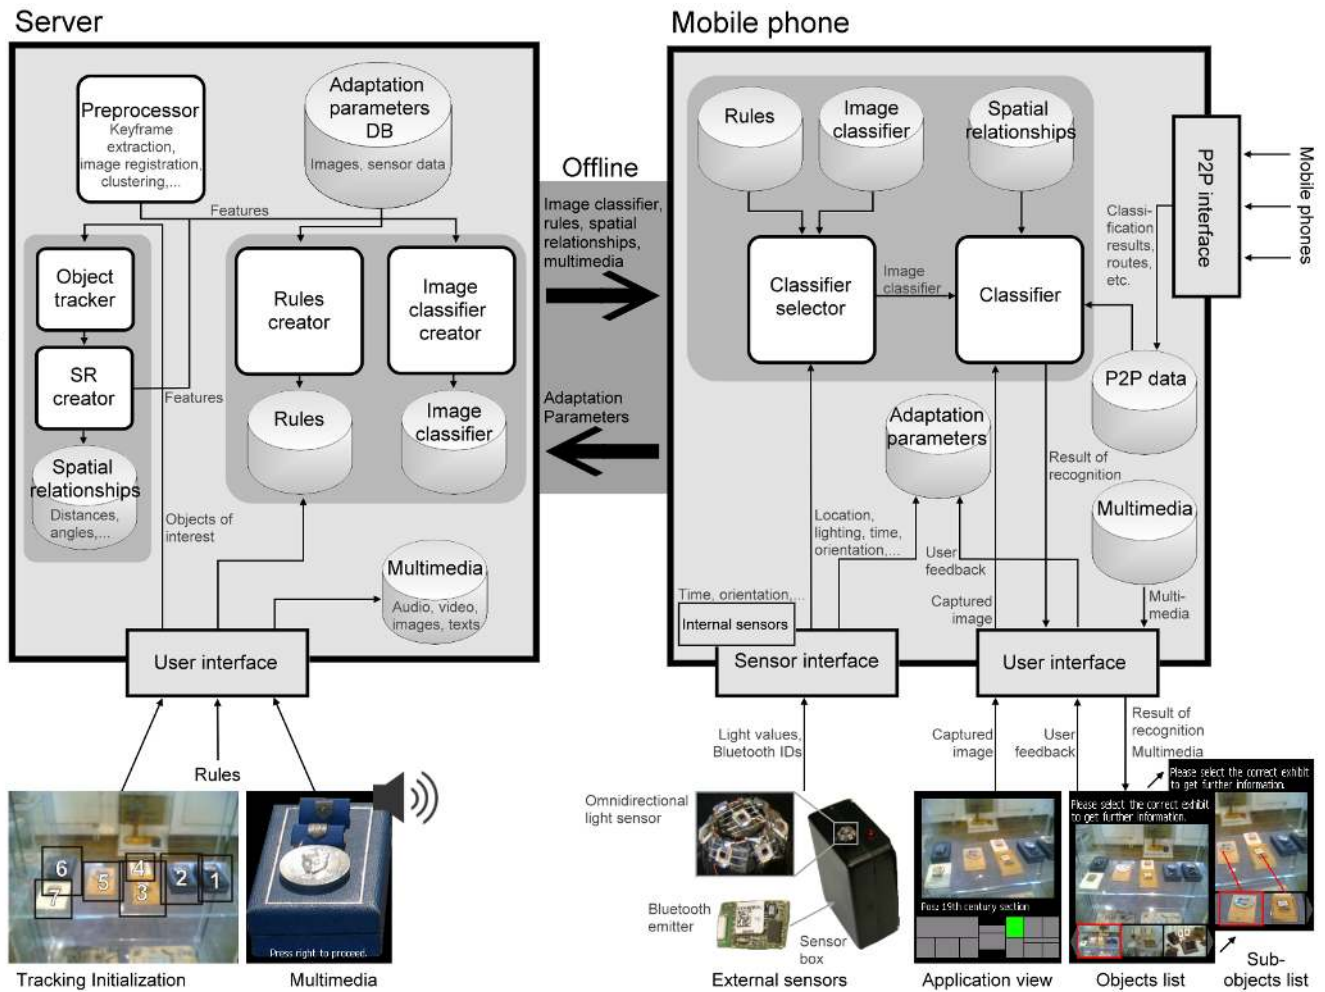 Server
Mobile phone
Preprocessor
Keyframe
extraction,
image registration,
clustering,...
Adaptation
parameters
DB
Images, sensor data
Features
Object
tracker
SR
creator
Features
Spatial
relationships
Distances,
angles,...
Rules
creator
Image
classifier
creator
Rules
Image
classifier
Objects of
interest
Multimedia
Audio, video,
images, texts
User interface
Offline
Image classifier,
rules, spatial
relationships,
multimedia
Adaptation
Parameters
Rules
Image
classifier
Spatial
relationships
Classifier
selector
Image
classifier
Classifier
P2P interface
Mobile phones
Classi-
fication
results,
routes,
etc.
P2P data
Adaptation
parameters
Result of
recognition
Multimedia
Location,
lighting, time,
orientation,...
User
feedback
Time, orientation,...
Internal sensors
Captured
image
Multi-
media
Sensor interface
User interface
Rules
Light values,
Bluetooth IDs
Captured
image
User
feedback
Result of
recognition
Multimedia
6
4
7
5
3
2
1
Press right to proceed.
Omnidirectional
light sensor
Bluetooth
emitter
Sensor
box
Pos: 19th century section
Please select the correct exhibit
to get further information.
Please select the correct exhibit
to get further information.
Tracking Initialization
Multimedia
External sensors
Application view
Objects list
Sub-
objects list